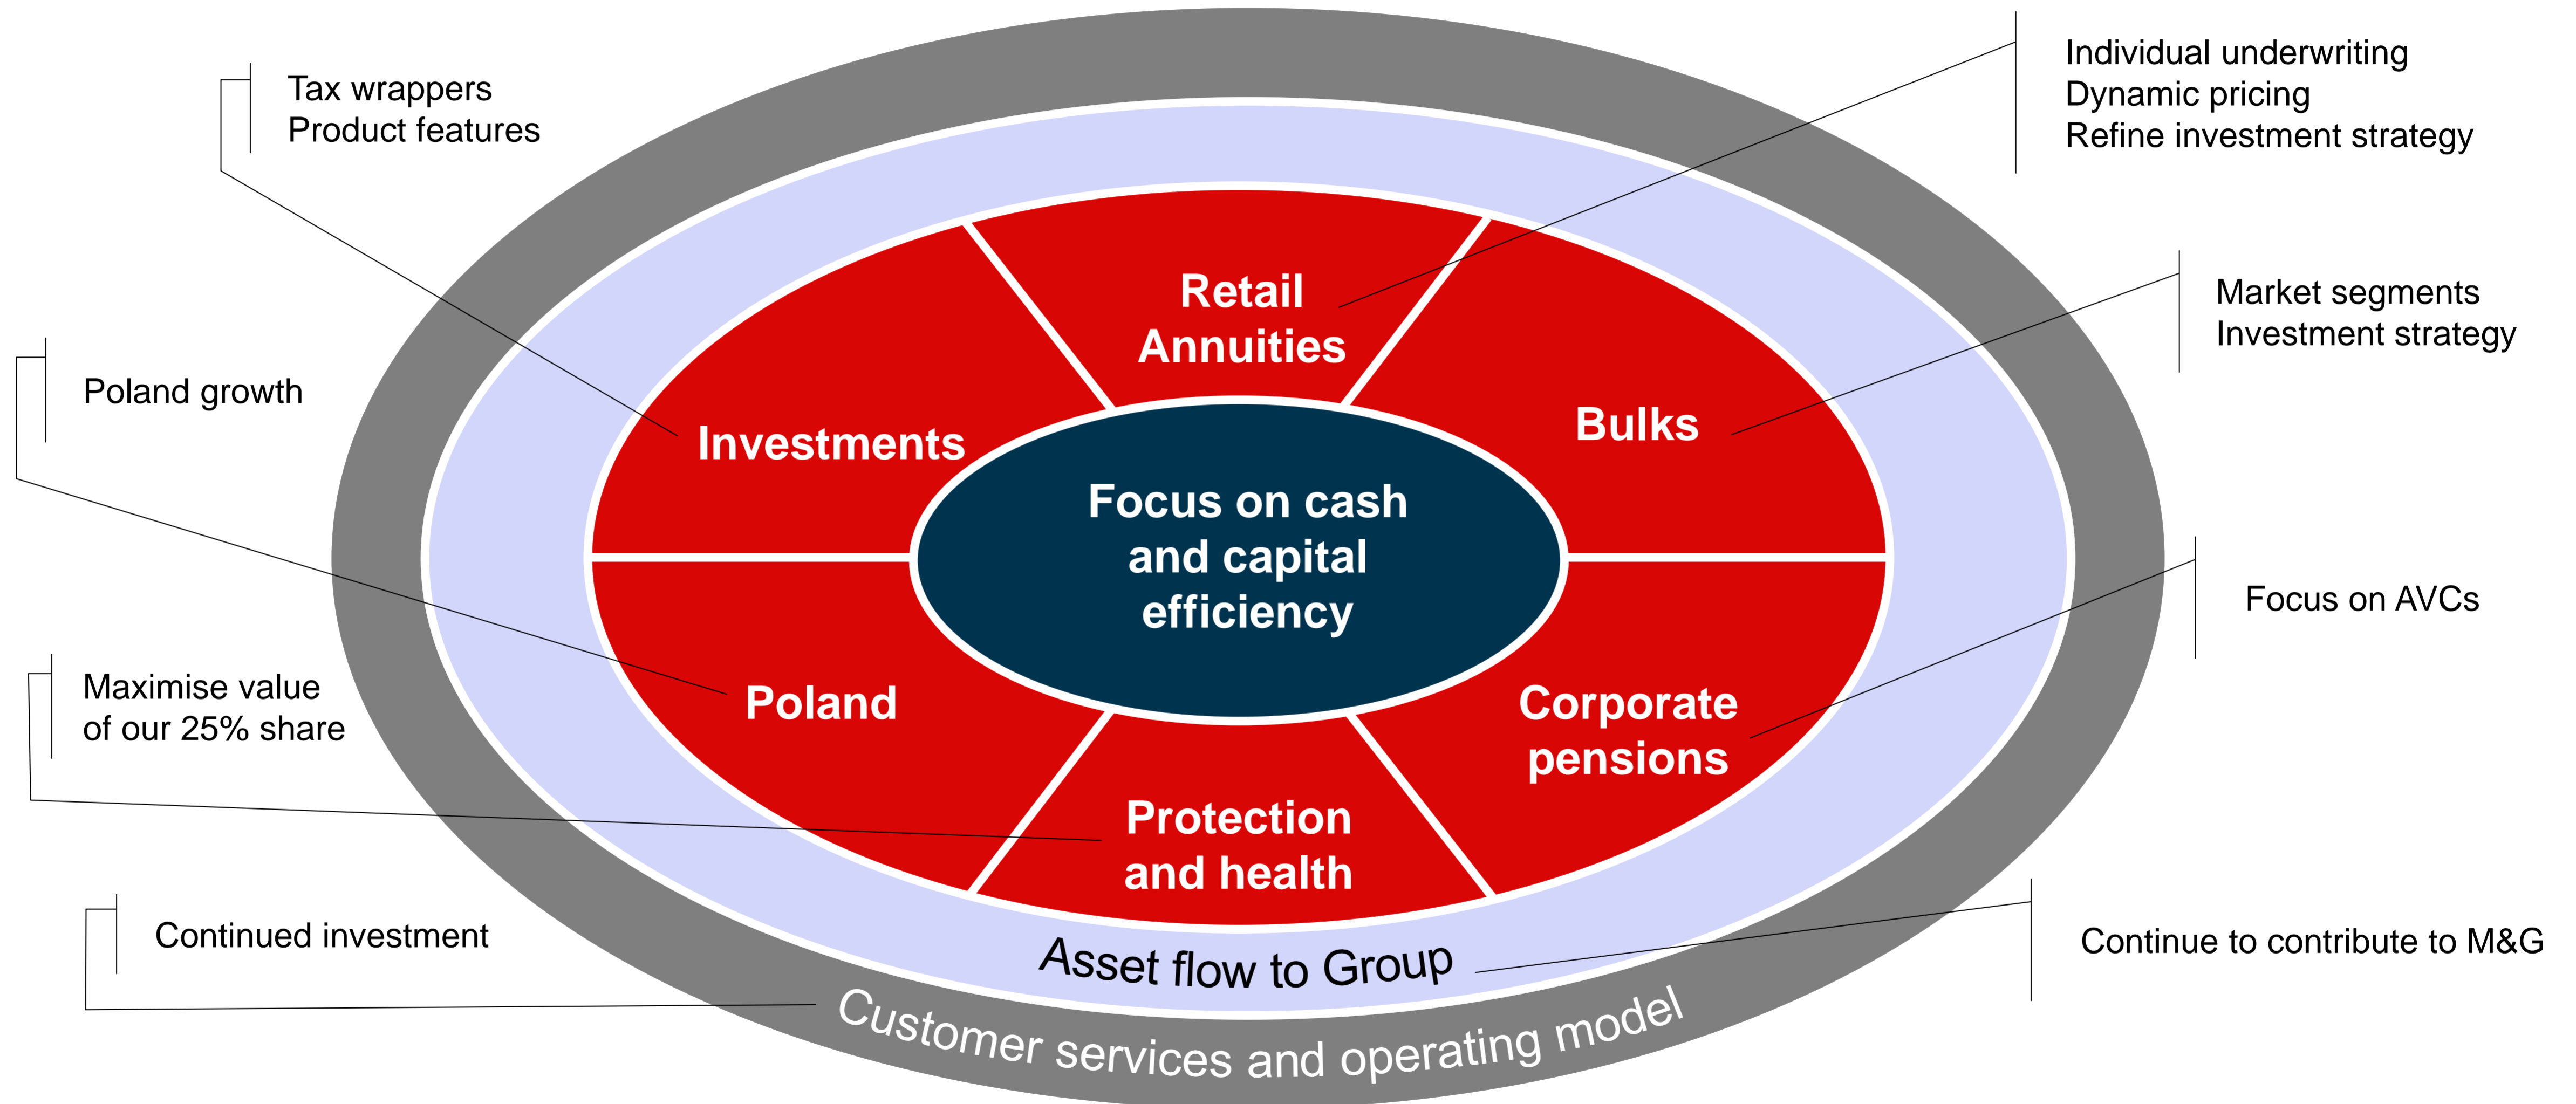 Tax wrappers
Product features
Individual underwriting
Dynamic pricing
Refine investment strategy
Market segments
Investment strategy
Poland growth
Retail
Annuities
Investments
Bulks
Focus on cash
and capital
efficiency
Focus on AVCs
Maximise value
of our 25% share
Poland
Corporate
pensions
Protection
and health
Continued investment
Continue to contribute to M&G
Asset flow to Group
Customer services and operating model